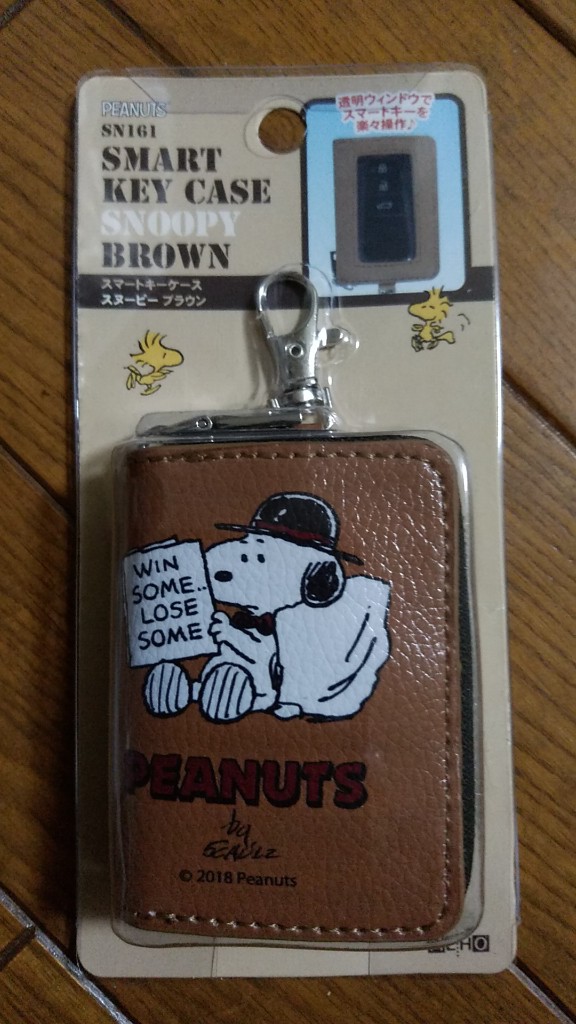 PEANUTS
SN161
SMART
KEY CASE
SNOOPY
BROWN
スマートキーケース
スヌーピー ブラウン
透明ウィンドウで
スマートキーを
楽々操作♪
WIN
SOME..
LOSE
SOME
PEANUTS
by
SCHULZ
© 2018 Peanuts